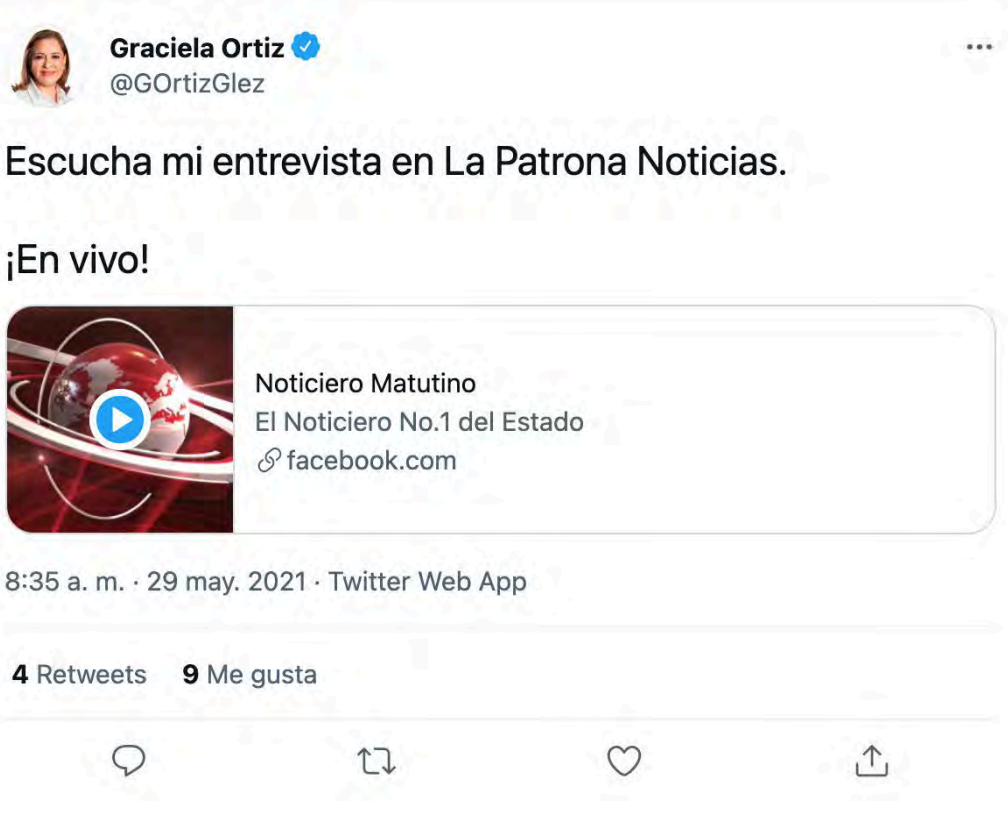 Graciela Ortiz
@GOrtizGlez
Escucha mi entrevista en La Patrona Noticias.
¡En vivo!
Noticiero Matutino
El Noticiero No.1 del Estado
facebook.com
8:35 a. m. · 29 may. 2021 · Twitter Web App
4 Retweets 9 Me gusta